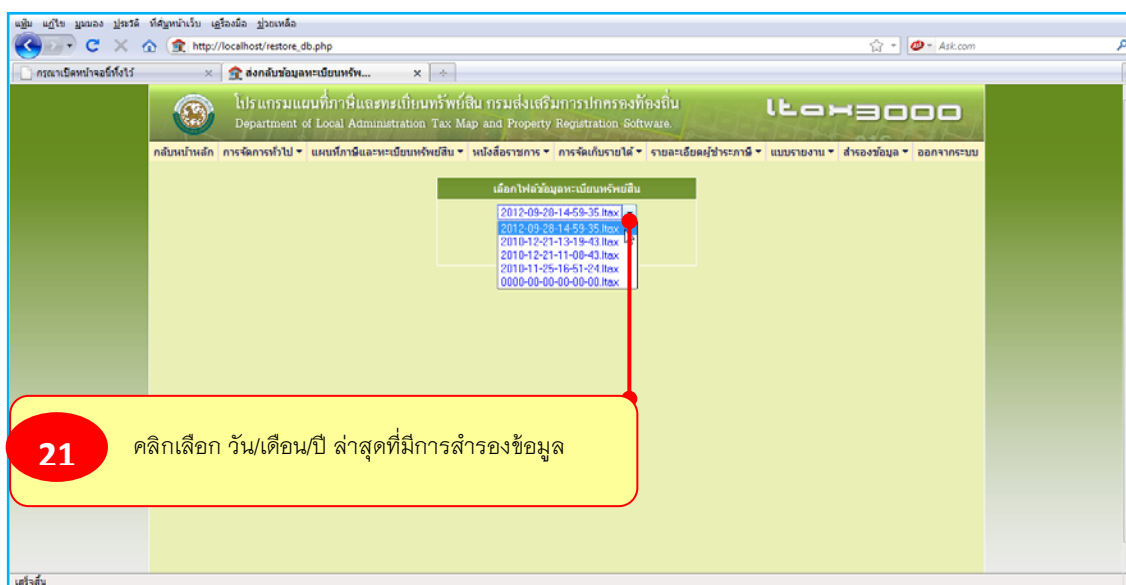 แฟ้ม แก้ไข มุมมอง ประวัติ ที่คั่นหน้าเว็บ เครื่องมือ ช่วยเหลือ
http://localhost/restore_db.php
Ask.com
กรุณาเปิดหน้าจอนี้ทิ้งไว้
ส่งกลับข้อมูลทะเบียนทรัพ...
โปรแกรมแผนที่ภาษีและทะเบียนทรัพย์สิน กรมส่งเสริมการปกครองท้องถิ่น
Department of Local Administration Tax Map and Property Registration Software.
ltax3000
กลับหน้าหลัก การจัดการทั่วไป แผนที่ภาษีและทะเบียนทรัพย์สิน หนังสือราชการ การจัดเก็บรายได้ รายละเอียดผู้ชำระภาษี แบบรายงาน สำรองข้อมูล ออกจากระบบ
เลือกไฟล์ข้อมูลทะเบียนทรัพย์สิน
2012-09-28-14-59-35.ltax
2012-09-28-14-59-35.ltax
2010-12-21-13-19-43.ltax
2010-12-21-11-00-43.ltax
2010-11-25-16-51-24.ltax
0000-00-00-00-00-00.ltax
21
คลิกเลือก วัน/เดือน/ปี ล่าสุดที่มีการสำรองข้อมูล
เสร็จสิ้น